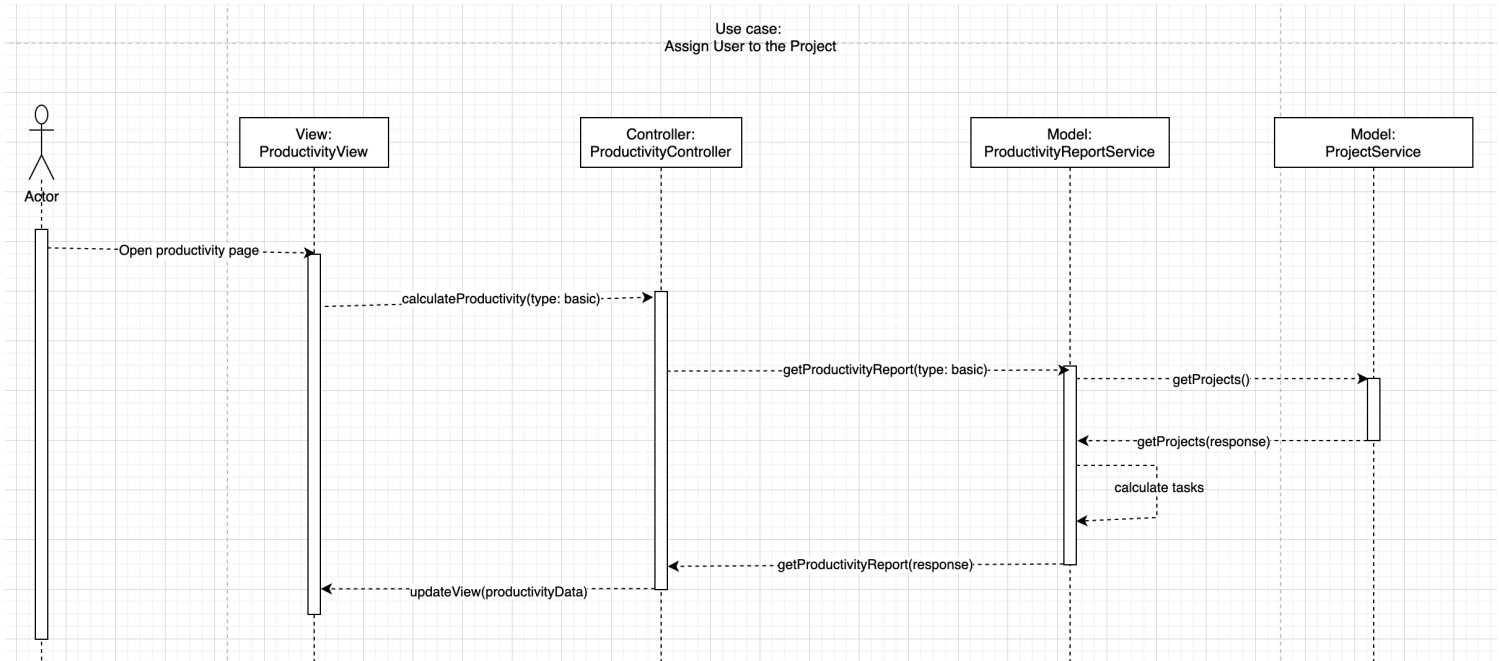 Use case:
Assign User to the Project
Actor
View:
ProductivityView
Controller:
ProductivityController
Model:
ProductivityReportService
Model:
ProjectService
Open productivity page
calculateProductivity(type: basic)
getProductivityReport(type: basic)
getProjects()
getProjects(response)
calculate tasks
getProductivityReport(response)
updateView(productivityData)